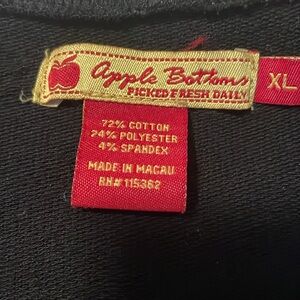 Apple Bottoms
PICKED FRESH DAILY
XL
72% COTTON
24% POLYESTER
4% SPANDEX
MADE IN MACAU
RN# 115362